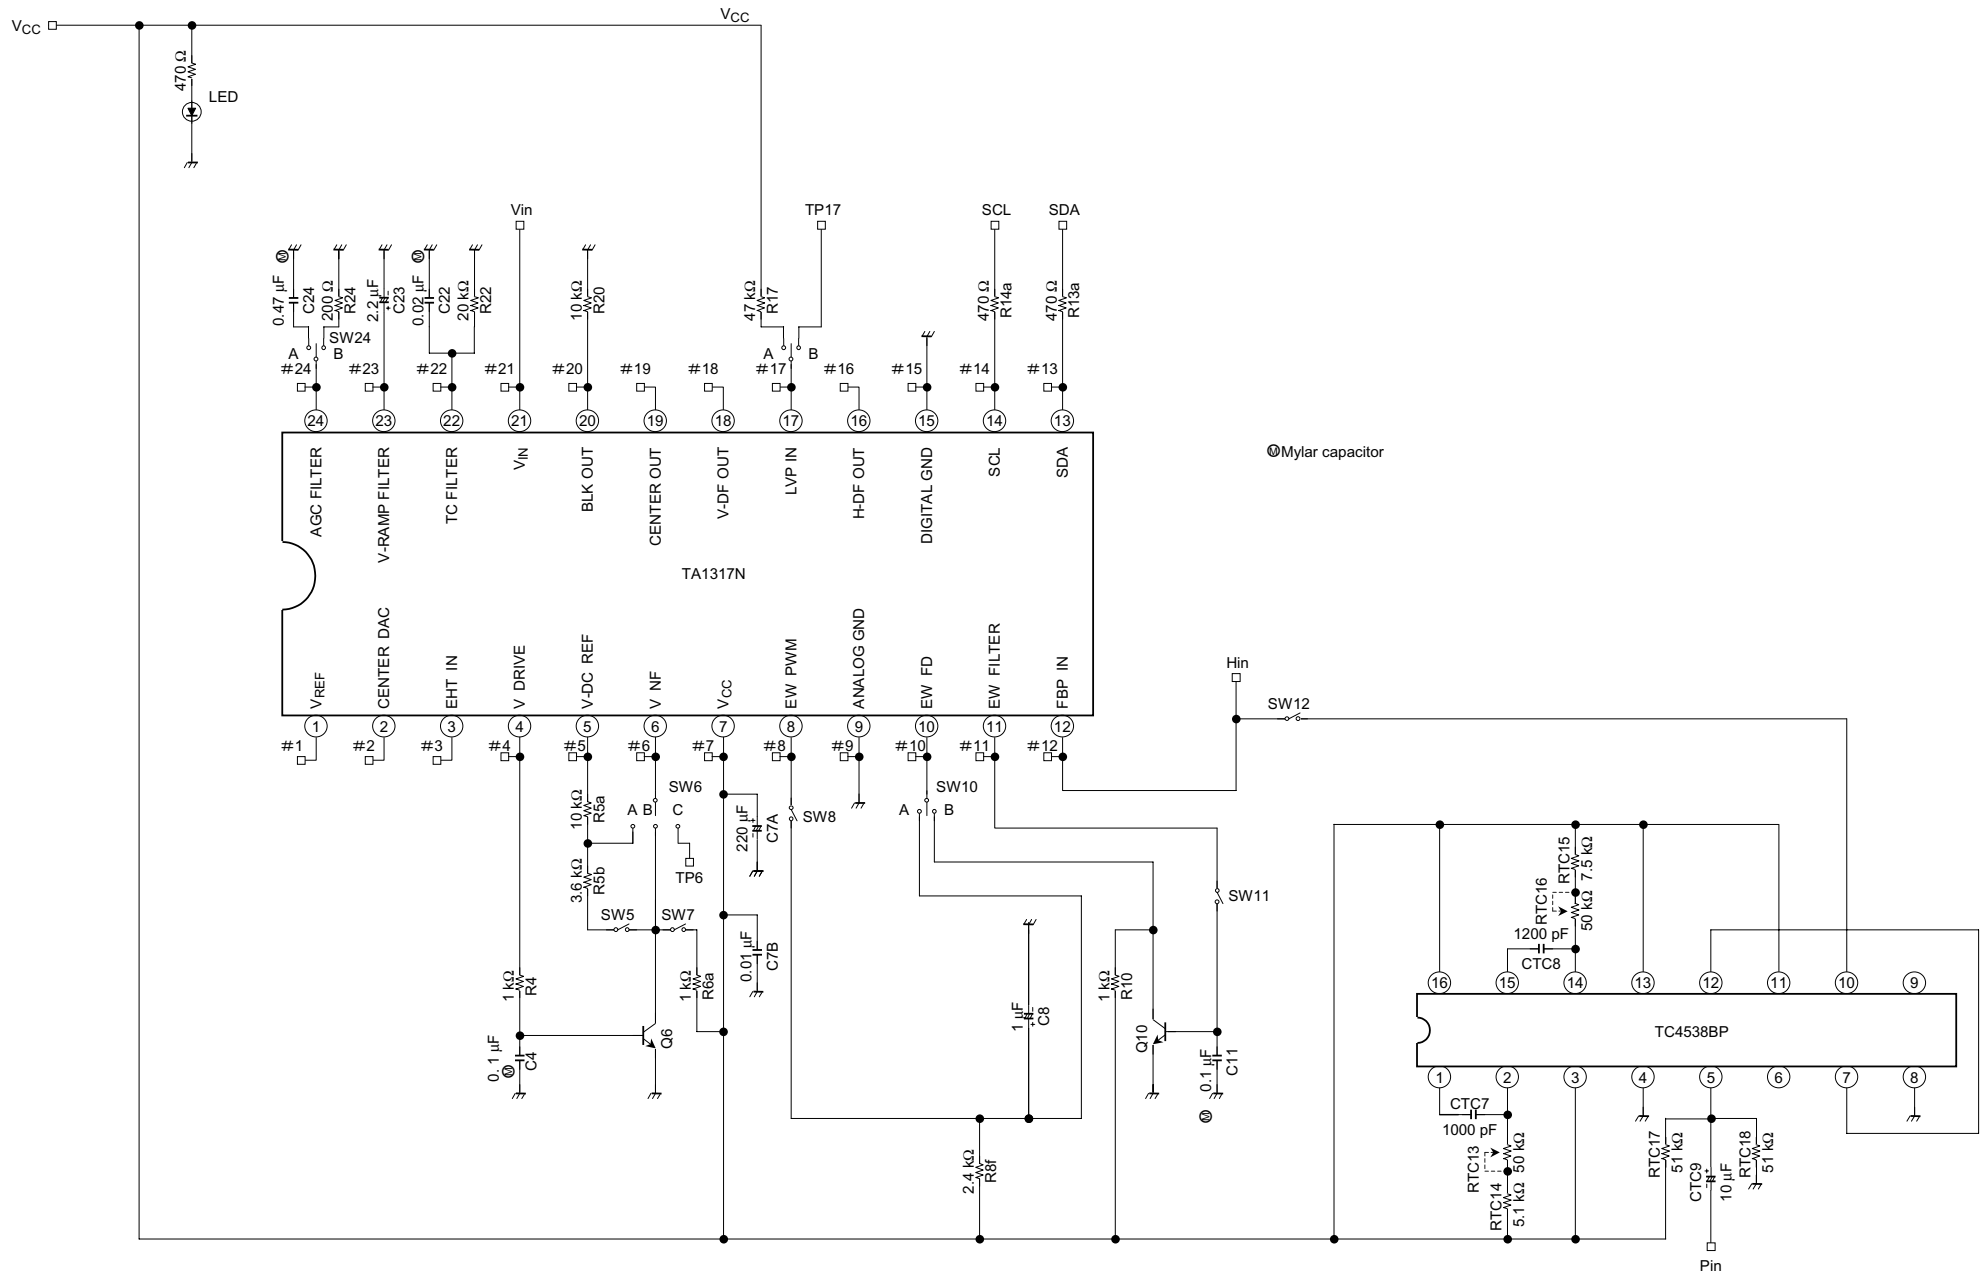 VCC
VCC
470 Ω
LED
Vin
TP17
SCL
SDA
Ⓜ
0.47 µF
C24
200 Ω
R24
2.2 µF
C23
Ⓜ
0.02 µF
C22
20 kΩ
R22
10 kΩ
R20
47 kΩ
R17
470 Ω
R14a
470 Ω
R13a
SW24
A
B
A
B
#24
#23
#22
#21
#20
#19
#18
#17
#16
#15
#14
#13
24
23
22
21
20
19
18
17
16
15
14
13
AGC FILTER
V-RAMP FILTER
TC FILTER
VIN
BLK OUT
CENTER OUT
V-DF OUT
LVP IN
H-DF OUT
DIGITAL GND
SCL
SDA
ⓂMylar capacitor
TA1317N
VREF
CENTER DAC
EHT IN
V DRIVE
V-DC REF
V NF
VCC
EW PWM
ANALOG GND
EW FD
EW FILTER
FBP IN
1
2
3
4
5
6
7
8
9
10
11
12
#1
#2
#3
#4
#5
#6
#7
#8
#9
#10
#11
#12
Hin
SW12
10 kΩ
R5a
SW6
A
B
C
TP6
3.6 kΩ
R5b
SW5
SW7
220 µF
C7A
0.01 µF
C7B
SW8
SW10
A
B
SW11
1 kΩ
R4
0.1 µF
C4
Ⓜ
Q6
1 kΩ
R6a
1 µF
C8
2.4 kΩ
R8f
1 kΩ
R10
Q10
0.1 µF
C11
Ⓜ
RTC15
7.5 kΩ
RTC16
50 kΩ
1200 pF
CTC8
16
15
14
13
12
11
10
9
TC4538BP
1
2
3
4
5
6
7
8
CTC7
1000 pF
RTC13
50 kΩ
RTC14
5.1 kΩ
RTC17
51 kΩ
CTC9
10 µF
RTC18
51 kΩ
Pin